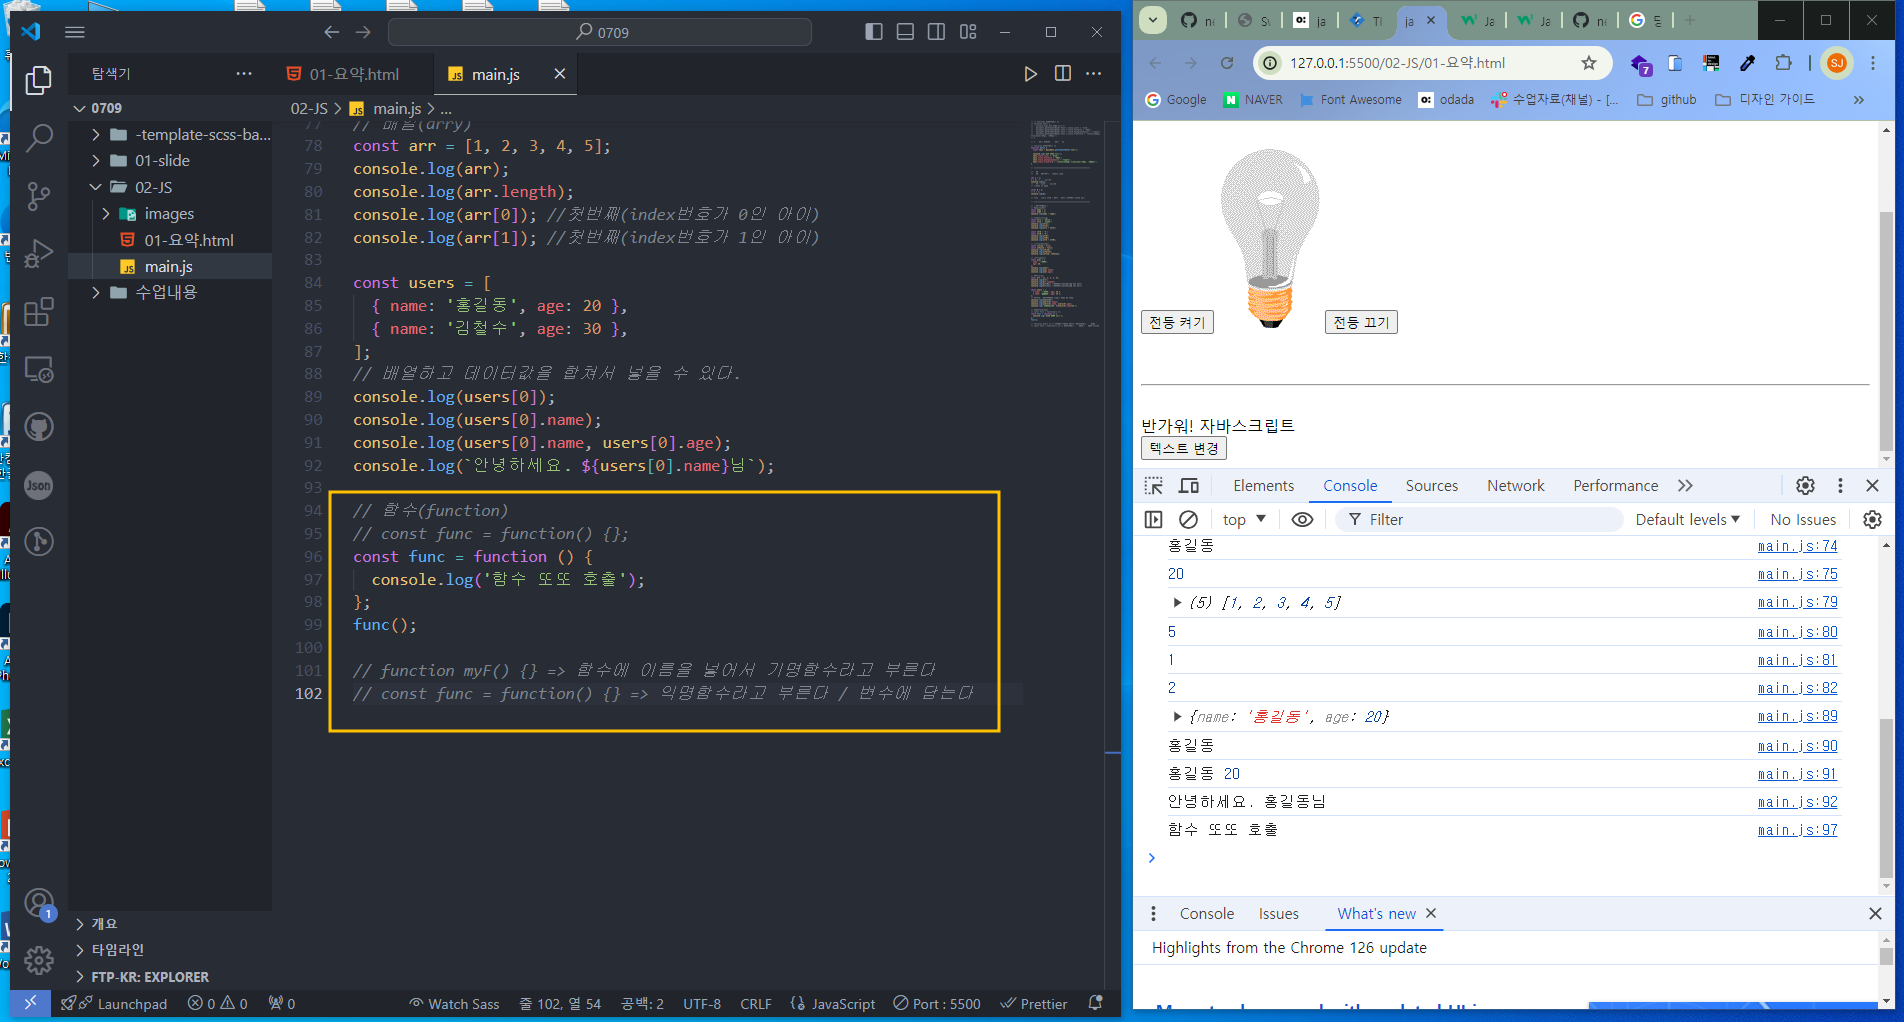 0709
탐색기
01-요약.html
main.js
0709
-template-scss-ba...
01-slide
02-JS
images
01-요약.html
main.js
수업내용
개요
타임라인
FTP-KR: EXPLORER
Json
1
02-JS > main.js > ...
77 // 배열(arry)
78 const arr = [1, 2, 3, 4, 5];
79 console.log(arr);
80 console.log(arr.length);
81 console.log(arr[0]); //첫번째(index번호가 0인 아이)
82 console.log(arr[1]); //첫번째(index번호가 1인 아이)
83
84 const users = [
85 { name: '홍길동', age: 20 },
86 { name: '김철수', age: 30 },
87 ];
88 // 배열하고 데이터값을 합쳐서 넣을 수 있다.
89 console.log(users[0]);
90 console.log(users[0].name);
91 console.log(users[0].name, users[0].age);
92 console.log(`안녕하세요. ${users[0].name}님`);
93
94 // 함수(function)
95 // const func = function() {};
96 const func = function () {
97 console.log('함수 또또 호출');
98 };
99 func();
100
101 // function myF() {} => 함수에 이름을 넣어서 기명함수라고 부른다
102 // const func = function() {} => 익명함수라고 부른다 / 변수에 담는다
Launchpad 0 0 0 Watch Sass 줄 102, 열 54 공백: 2 UTF-8 CRLF JavaScript Port : 5500 Prettier
127.0.0.1:5500/02-JS/01-요약.html
7
SJ
Google NAVER Font Awesome odada 수업자료(채널) - [... github 디자인 가이드
전등 켜기 전등 끄기
반가워! 자바스크립트
텍스트 변경
Elements Console Sources Network Performance
top Filter Default levels No Issues
홍길동 main.js:74
20 main.js:75
(5) [1, 2, 3, 4, 5] main.js:79
5 main.js:80
1 main.js:81
2 main.js:82
{name: '홍길동', age: 20} main.js:89
홍길동 main.js:90
홍길동 20 main.js:91
안녕하세요. 홍길동님 main.js:92
함수 또또 호출 main.js:97
Console Issues What's new
Highlights from the Chrome 126 update